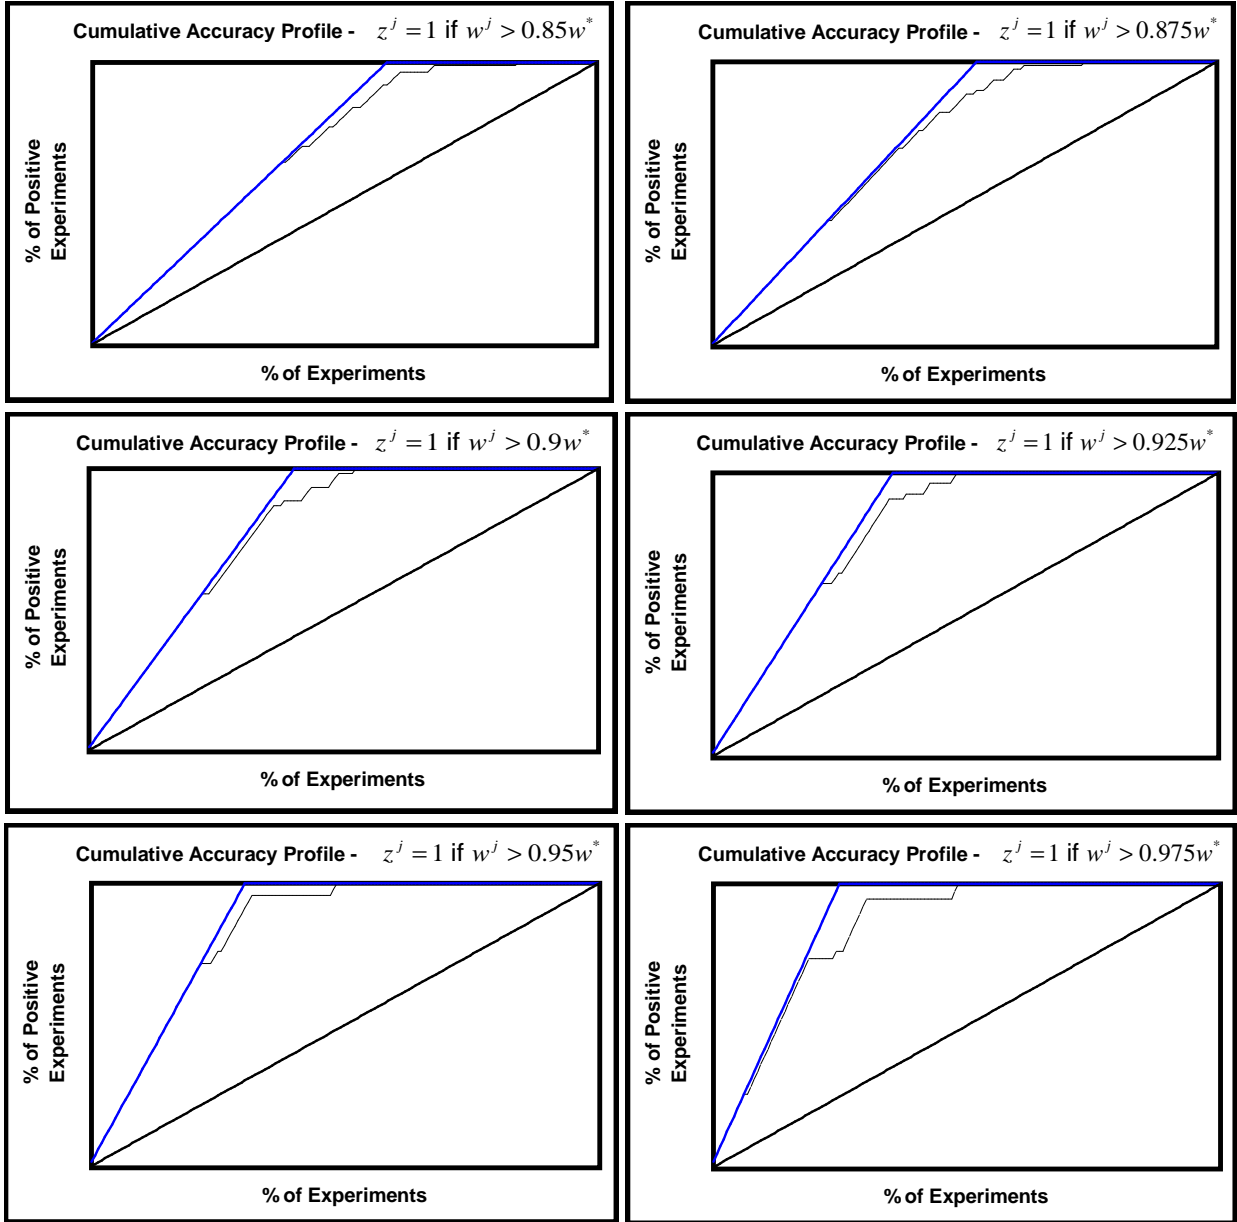 Cumulative Accuracy Profile - z^j = 1 if w^j > 0.85w^*
% of Positive
Experiments
% of Experiments
Cumulative Accuracy Profile - z^j = 1 if w^j > 0.875w^*
% of Positive
Experiments
% of Experiments
Cumulative Accuracy Profile - z^j = 1 if w^j > 0.9w^*
% of Positive
Experiments
% of Experiments
Cumulative Accuracy Profile - z^j = 1 if w^j > 0.925w^*
% of Positive
Experiments
% of Experiments
Cumulative Accuracy Profile - z^j = 1 if w^j > 0.95w^*
% of Positive
Experiments
% of Experiments
Cumulative Accuracy Profile - z^j = 1 if w^j > 0.975w^*
% of Positive
Experiments
% of Experiments